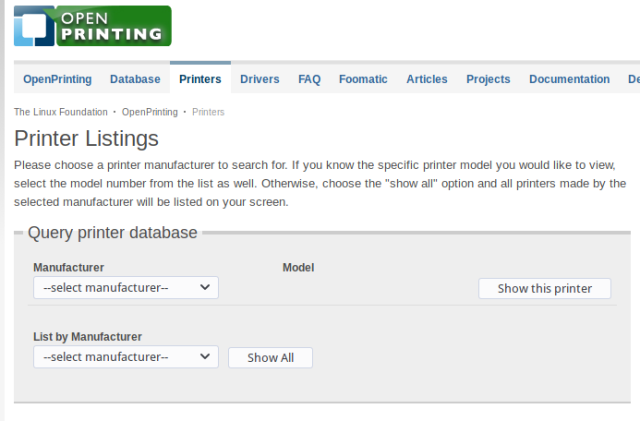 OPEN
PRINTING
OpenPrinting Database Printers Drivers FAQ Foomatic Articles Projects Documentation
The Linux Foundation • OpenPrinting • Printers
Printer Listings
Please choose a printer manufacturer to search for. If you know the specific printer model you would like to view,
select the model number from the list as well. Otherwise, choose the "show all" option and all printers made by the
selected manufacturer will be listed on your screen.
Query printer database
Manufacturer Model
--select manufacturer--
Show this printer
List by Manufacturer
--select manufacturer-- Show All